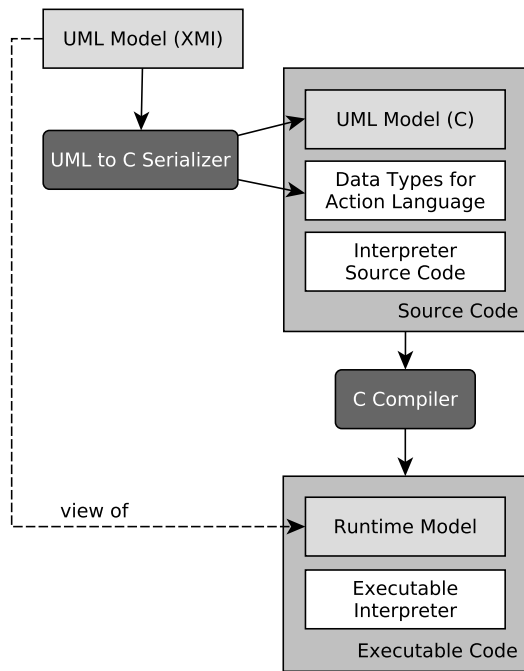 UML Model (XMI)
UML to C Serializer
UML Model (C)
Data Types for
Action Language
Interpreter
Source Code
Source Code
C Compiler
view of
Runtime Model
Executable
Interpreter
Executable Code